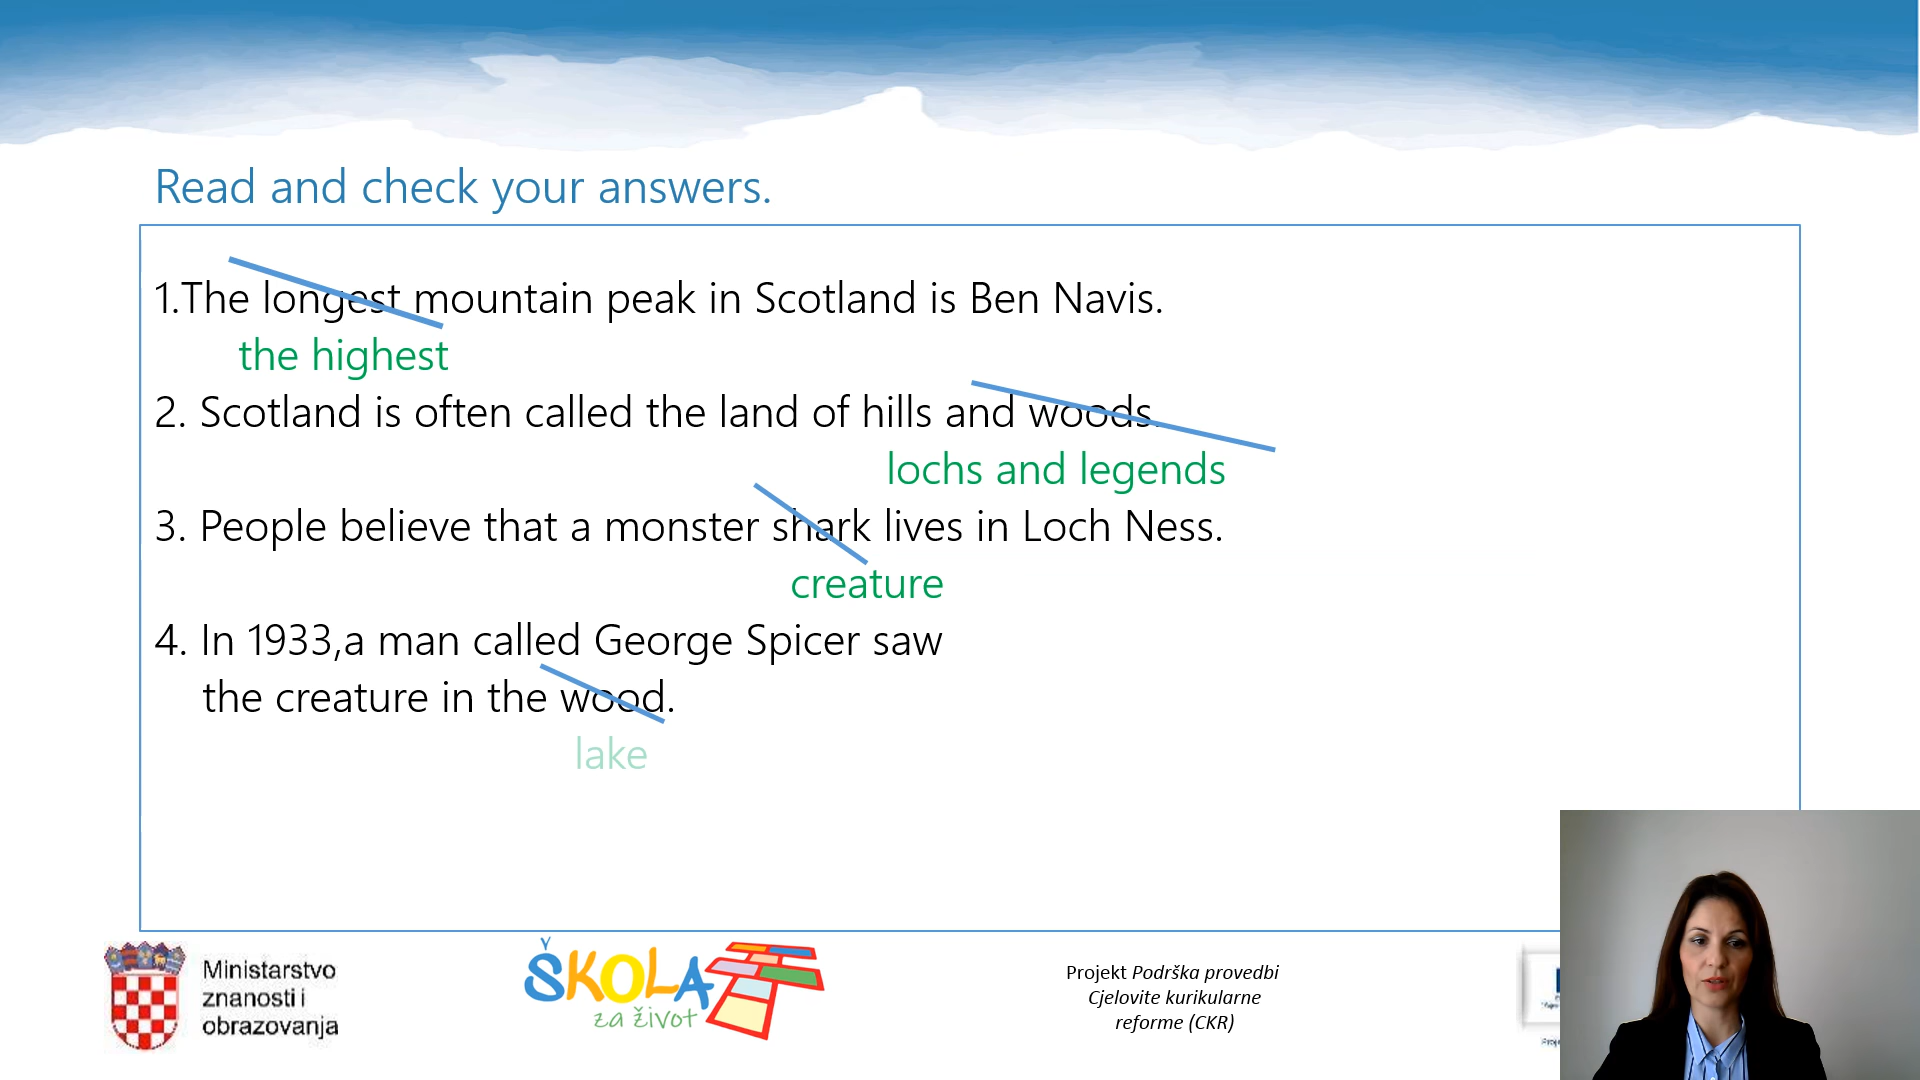 Read and check your answers.
1.The longest mountain peak in Scotland is Ben Navis.
the highest
2. Scotland is often called the land of hills and woods.
lochs and legends
3. People believe that a monster shark lives in Loch Ness.
creature
4. In 1933,a man called George Spicer saw
the creature in the wood.
lake
Ministarstvo
znanosti i
obrazovanja
ŠKOLA
za život
Projekt Podrška provedbi
Cjelovite kurikularne
reforme (CKR)